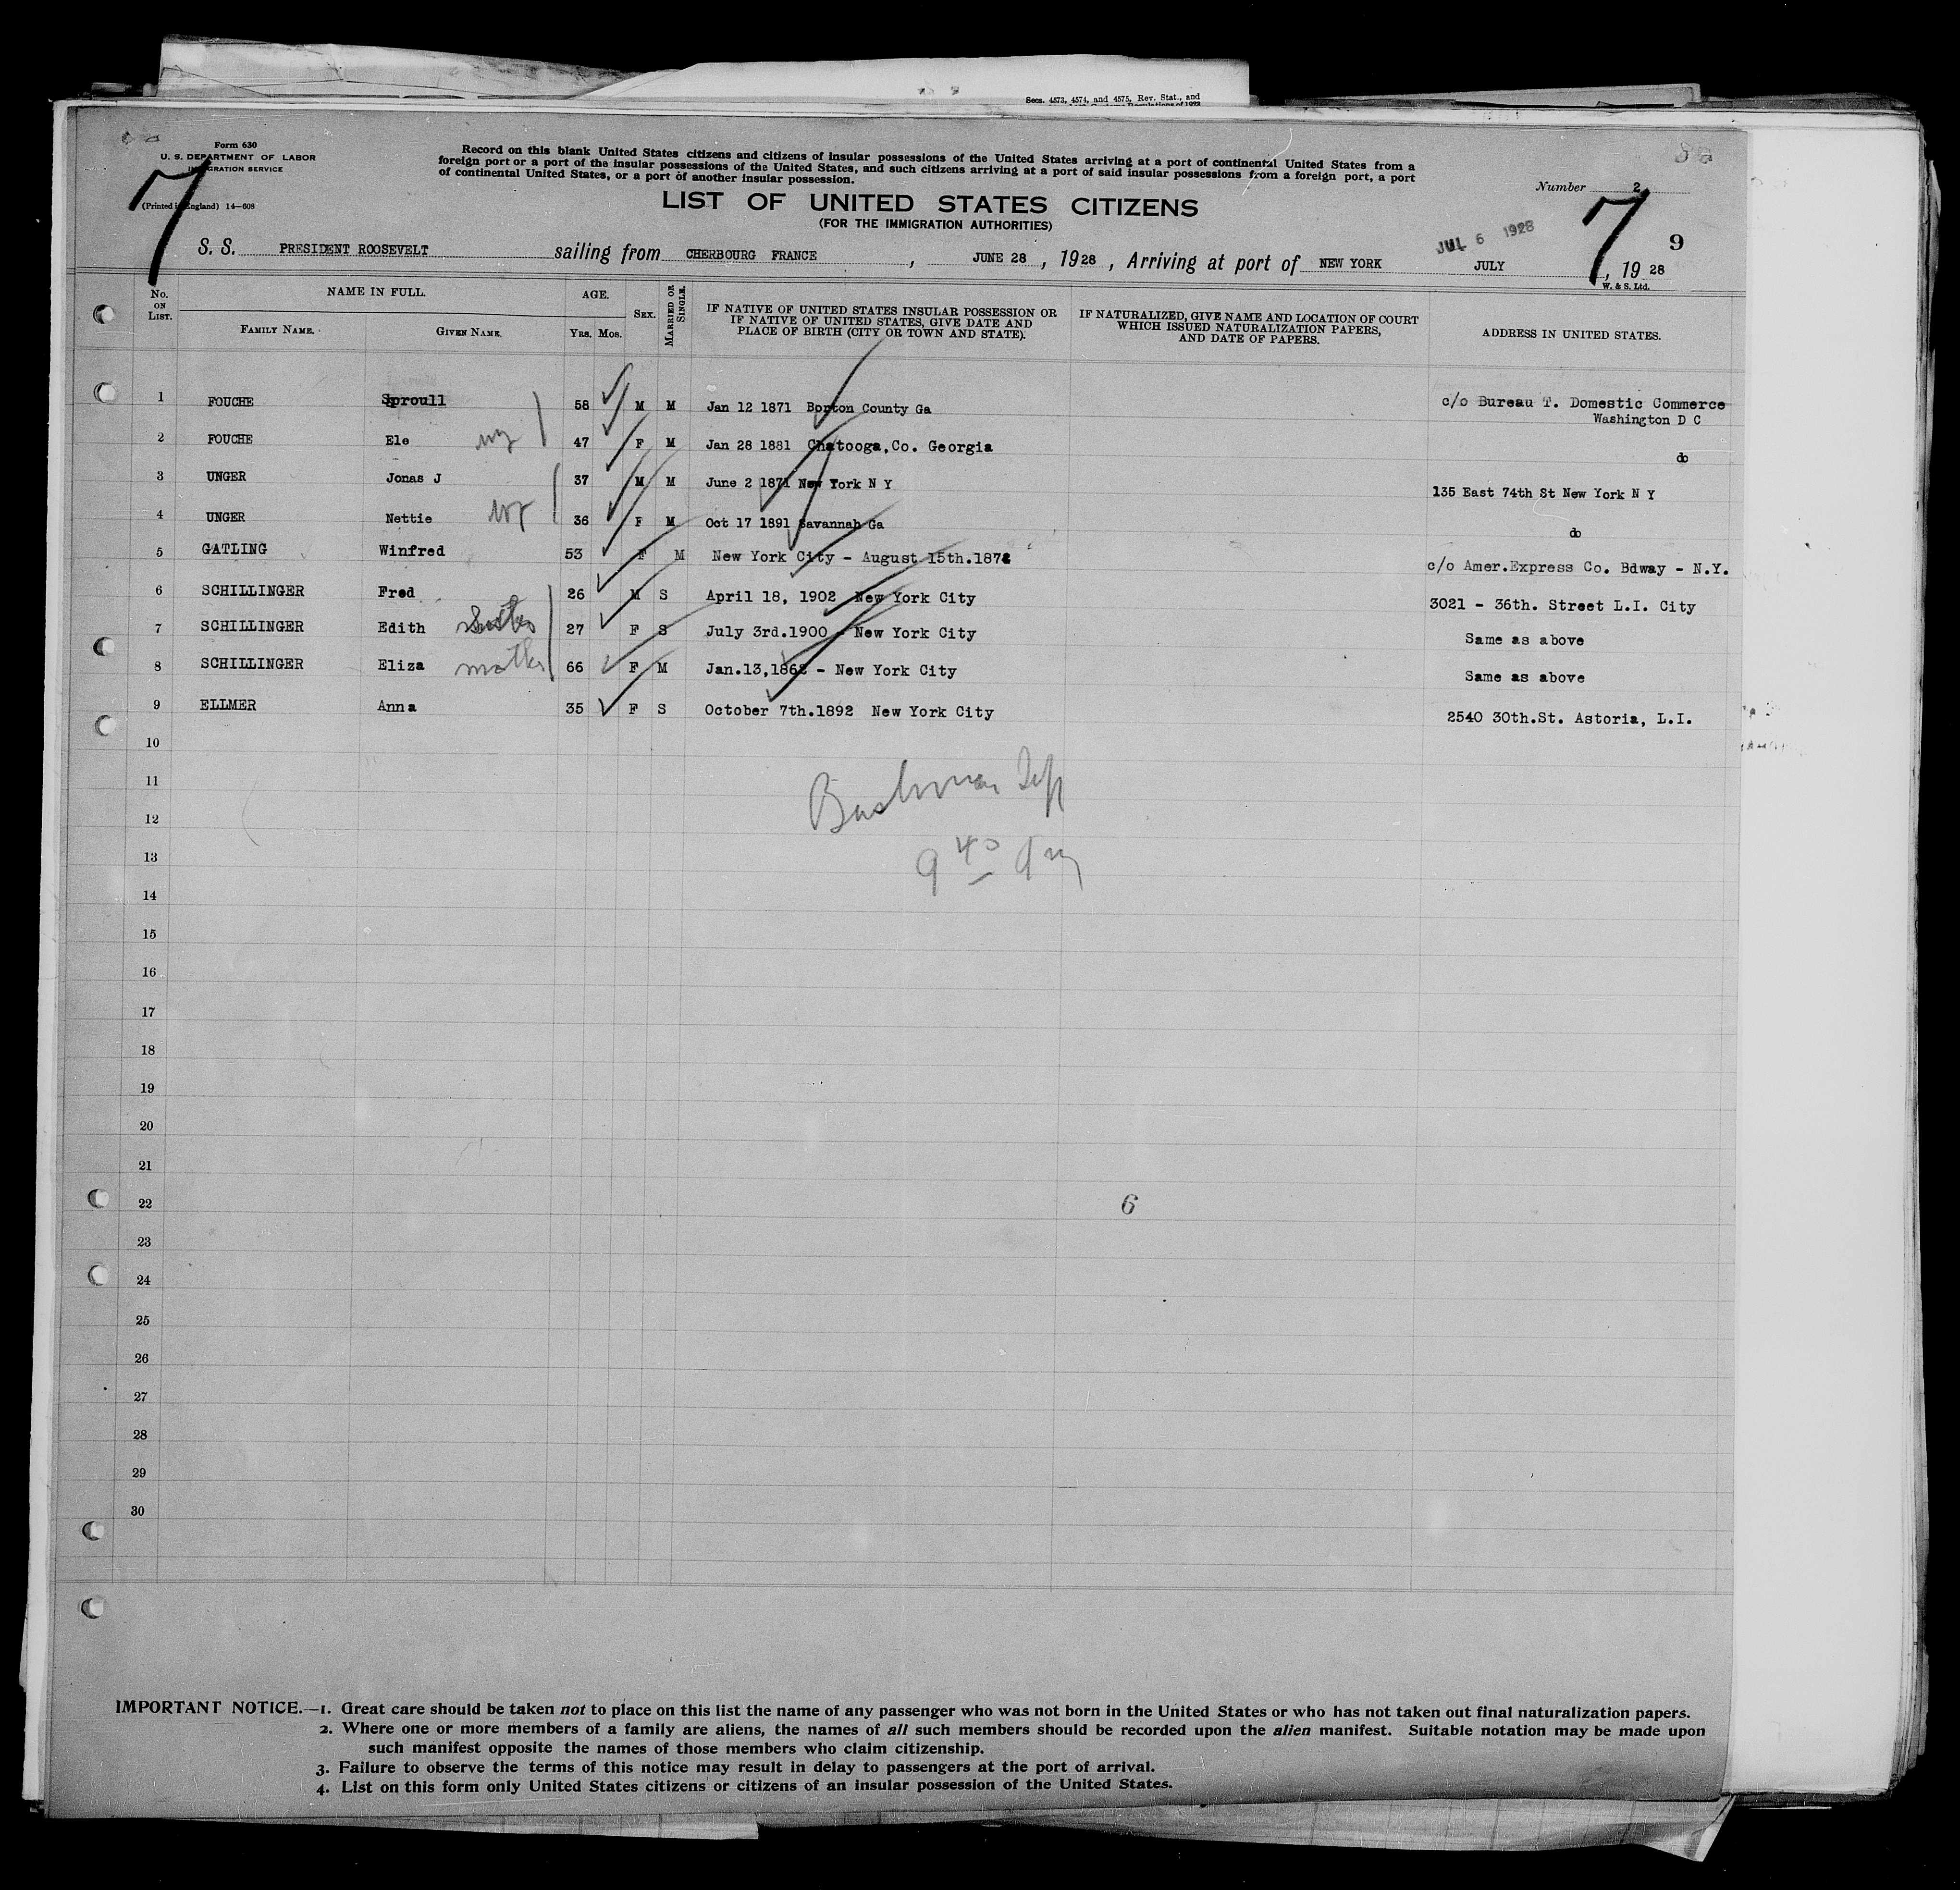 Secs. 4573, 4574, and 4575, Rev. Stat., and
Form 630
U. S. DEPARTMENT OF LABOR
IMMIGRATION SERVICE
(Printed in England) 14—608
7
Record on this blank United States citizens and citizens of insular possessions of the United States arriving at a port of continental United States from a
foreign port or a port of the insular possessions of the United States, and such citizens arriving at a port of said insular possessions from a foreign port, a port
of continental United States, or a port of another insular possession.
Number 2
LIST OF UNITED STATES CITIZENS
(FOR THE IMMIGRATION AUTHORITIES)
JUL 6 1928
7
9
S. S. PRESIDENT ROOSEVELT sailing from CHERBOURG FRANCE, JUNE 28, 1928, Arriving at port of NEW YORK JULY, 1928
W. & S. Ltd.
No. ON LIST.
NAME IN FULL.
FAMILY NAME. GIVEN NAME.
AGE.
YRS. MOS.
SEX.
MARRIED OR SINGLE.
IF NATIVE OF UNITED STATES INSULAR POSSESSION OR
IF NATIVE OF UNITED STATES, GIVE DATE AND
PLACE OF BIRTH (CITY OR TOWN AND STATE).
IF NATURALIZED, GIVE NAME AND LOCATION OF COURT
WHICH ISSUED NATURALIZATION PAPERS,
AND DATE OF PAPERS.
ADDRESS IN UNITED STATES.
1 FOUCHE Sproull 58 M M Jan 12 1871 Borton County Ga c/o Bureau T. Domestic Commerce
Washington D C
2 FOUCHE Ele 47 F M Jan 28 1881 Chatooga,Co. Georgia do
3 UNGER Jonas J 37 M M June 2 1871 New York N Y 135 East 74th St New York N Y
4 UNGER Nettie 36 F M Oct 17 1891 Savannah Ga do
5 GATLING Winfred 53 F M New York City - August 15th.187 c/o Amer.Express Co. Bdway - N.Y.
6 SCHILLINGER Fred 26 M S April 18, 1902 New York City 3021 - 36th. Street L.I. City
7 SCHILLINGER Edith 27 F S July 3rd.1900 - New York City Same as above
8 SCHILLINGER Eliza mother 66 F M Jan.13,1862 - New York City Same as above
9 ELLMER Anna 35 F S October 7th.1892 New York City 2540 30th.St. Astoria, L.I.
10
11
12
13
9 40
14
15
16
17
18
19
20
21
22 6
23
24
25
26
27
28
29
30
IMPORTANT NOTICE.—1. Great care should be taken not to place on this list the name of any passenger who was not born in the United States or who has not taken out final naturalization papers.
2. Where one or more members of a family are aliens, the names of all such members should be recorded upon the alien manifest. Suitable notation may be made upon
such manifest opposite the names of those members who claim citizenship.
3. Failure to observe the terms of this notice may result in delay to passengers at the port of arrival.
4. List on this form only United States citizens or citizens of an insular possession of the United States.